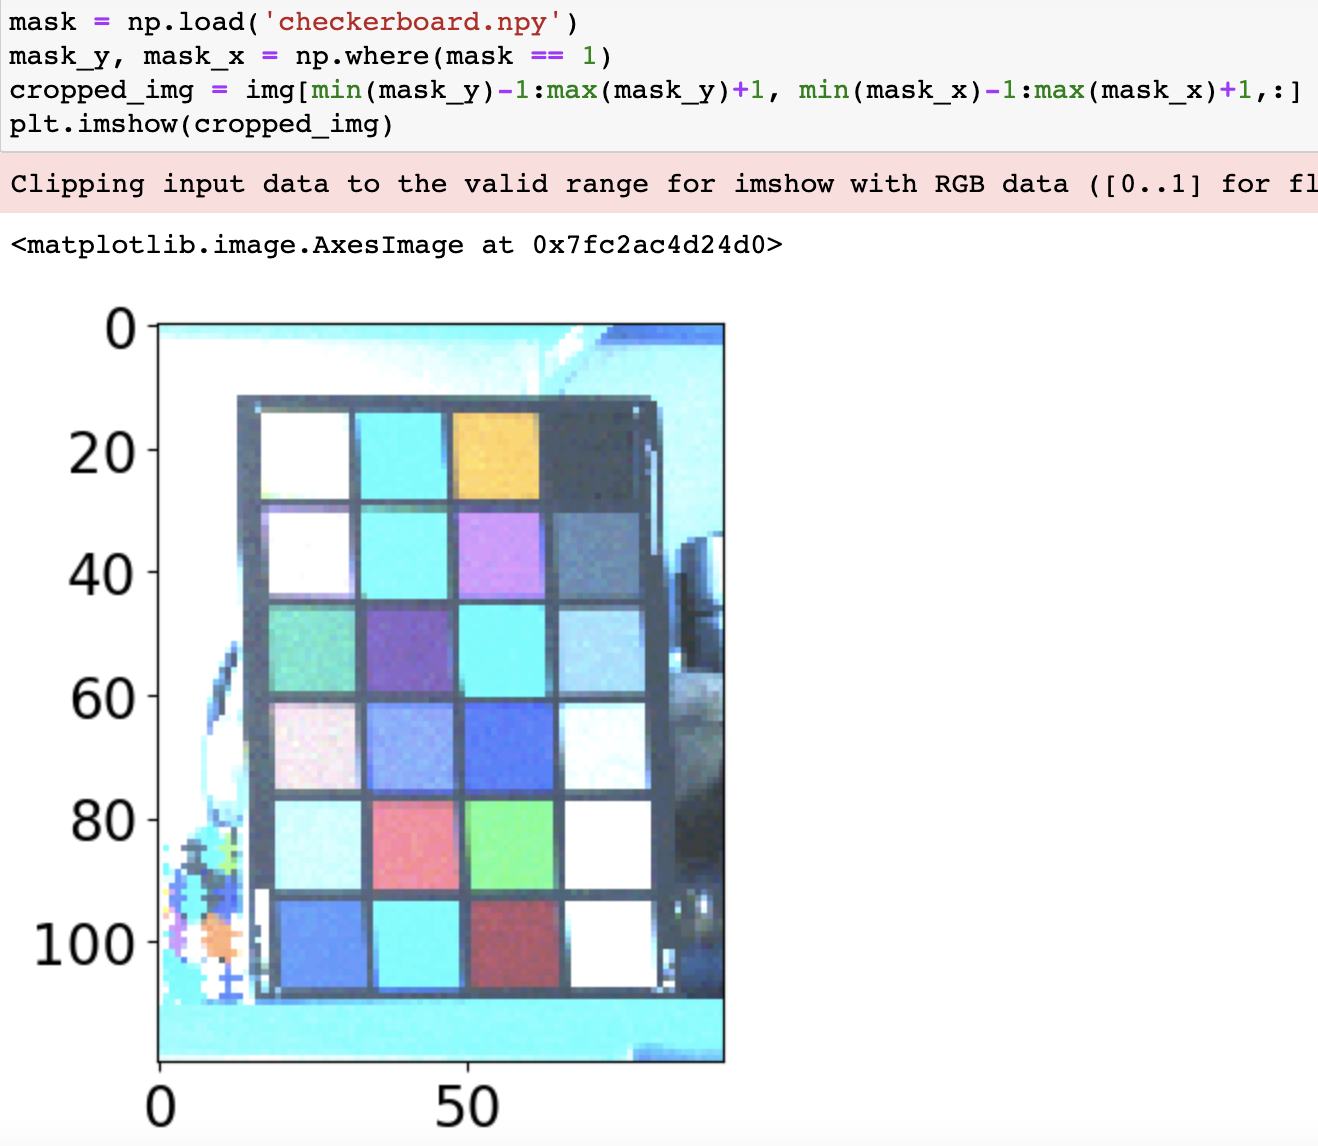 mask = np.load('checkerboard.npy')
mask_y, mask_x = np.where(mask == 1)
cropped_img = img[min(mask_y)-1:max(mask_y)+1, min(mask_x)-1:max(mask_x)+1,:]
plt.imshow(cropped_img)
Clipping input data to the valid range for imshow with RGB data ([0..1] for fl
<matplotlib.image.AxesImage at 0x7fc2ac4d24d0>
0
20
40
60
80
100
0 50